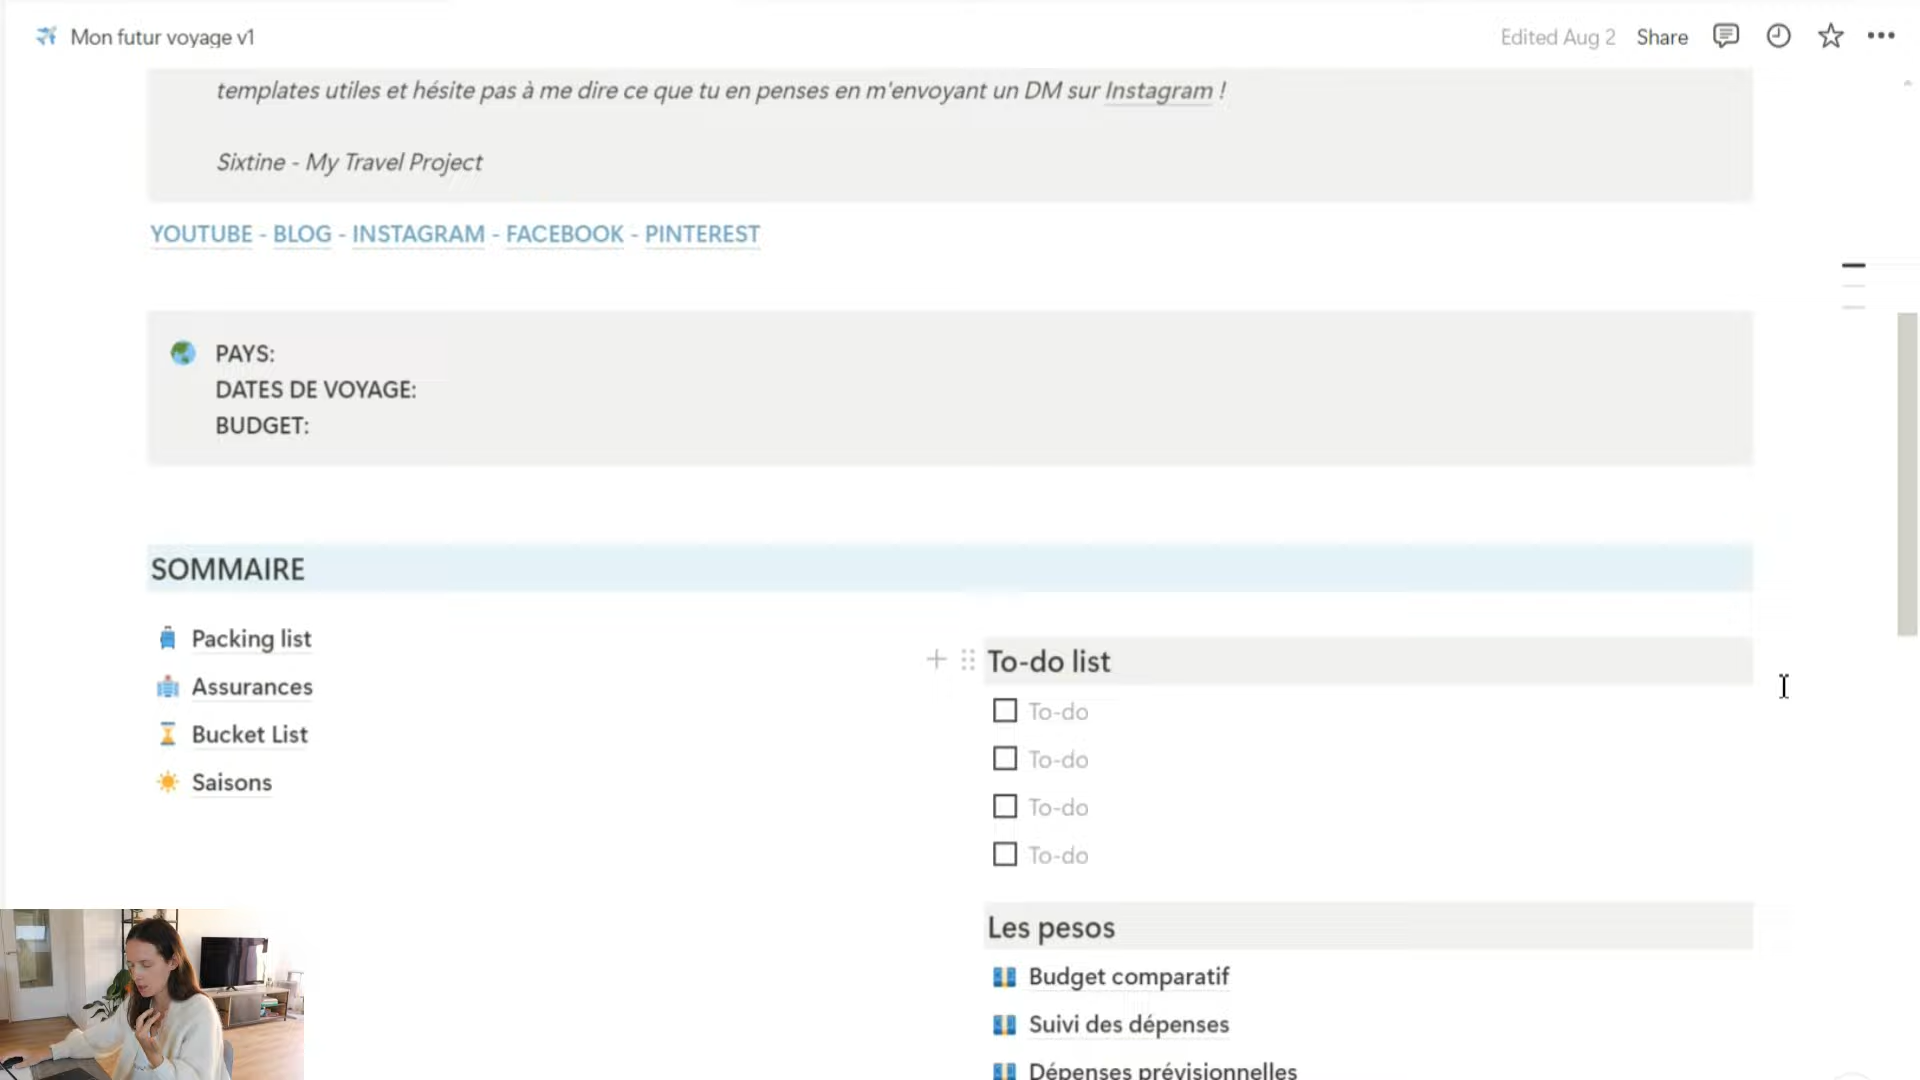 Mon futur voyage v1
Edited Aug 2
Share
templates utiles et hésite pas à me dire ce que tu en penses en m'envoyant un DM sur Instagram !
Sixtine - My Travel Project
YOUTUBE - BLOG - INSTAGRAM - FACEBOOK - PINTEREST
PAYS:
DATES DE VOYAGE:
BUDGET:
SOMMAIRE
Packing list
Assurances
Bucket List
Saisons
To-do list
To-do
To-do
To-do
To-do
Les pesos
Budget comparatif
Suivi des dépenses
Dépenses prévisionnelles